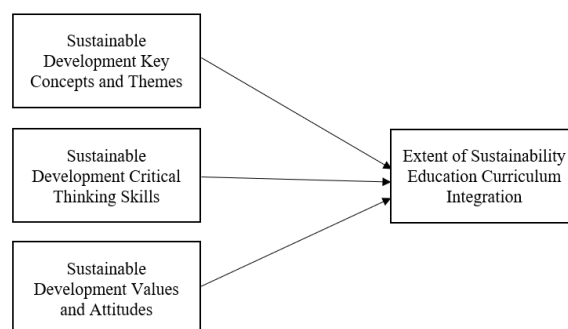 Sustainable
Development Key
Concepts and Themes
Sustainable
Development Critical
Thinking Skills
Sustainable
Development Values
and Attitudes
Extent of Sustainability
Education Curriculum
Integration